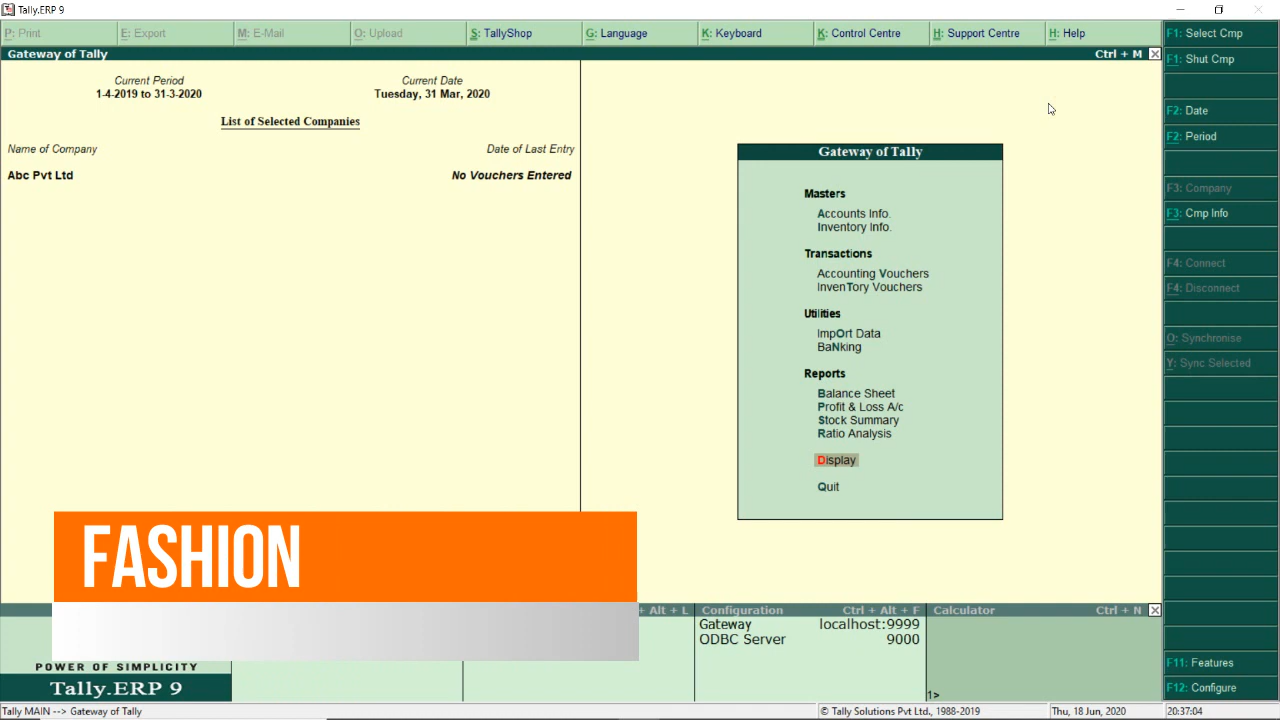 Tally.ERP 9
P: Print E: Export M: E-Mail O: Upload S: TallyShop G: Language K: Keyboard K: Control Centre H: Support Centre H: Help
Gateway of Tally Ctrl + M
Current Period
1-4-2019 to 31-3-2020
Current Date
Tuesday, 31 Mar, 2020
List of Selected Companies
Name of Company Date of Last Entry
Abc Pvt Ltd No Vouchers Entered
Gateway of Tally
Masters
Accounts Info.
Inventory Info.
Transactions
Accounting Vouchers
InvenTory Vouchers
Utilities
ImpOrt Data
BaNking
Reports
Balance Sheet
Profit & Loss A/c
Stock Summary
Ratio Analysis
Display
Quit
F1: Select Cmp
F1: Shut Cmp
F2: Date
F2: Period
F3: Company
F3: Cmp Info
F4: Connect
F4: Disconnect
O: Synchronise
Y: Sync Selected
F11: Features
F12: Configure
FASHION
+ Alt + L
Configuration Ctrl + Alt + F
Gateway localhost:9999
ODBC Server 9000
Calculator Ctrl + N
1>
POWER OF SIMPLICITY
Tally.ERP 9
Tally MAIN --> Gateway of Tally © Tally Solutions Pvt Ltd., 1988-2019 Thu, 18 Jun, 2020 20:37:04